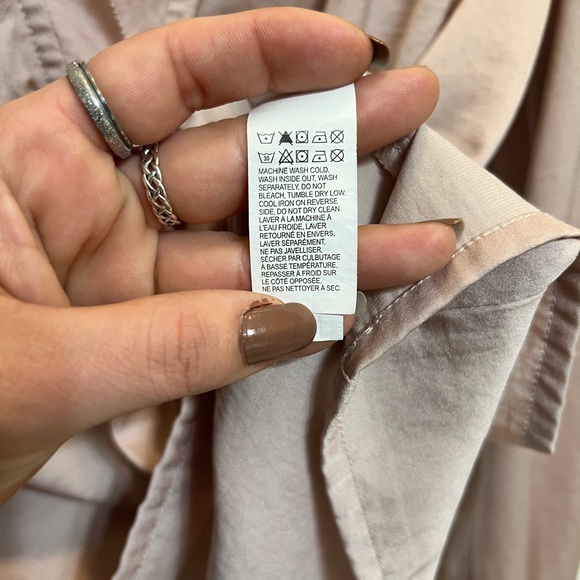 30
MACHINE WASH COLD,
WASH INSIDE OUT, WASH
SEPARATELY, DO NOT
BLEACH, TUMBLE DRY LOW,
COOL IRON ON REVERSE
SIDE, DO NOT DRY CLEAN.
LAVER À LA MACHINE À
L'EAU FROIDE, LAVER
RETOURNÉ EN ENVERS,
LAVER SÉPARÉMENT,
NE PAS JAVELLISER,
SÉCHER PAR CULBUTAGE
À BASSE TEMPÉRATURE,
REPASSER À FROID SUR
LE CÔTÉ OPPOSÉE,
NE PAS NETTOYER À SEC.